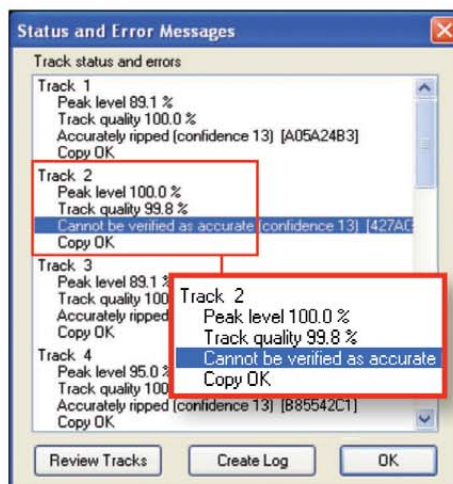 Status and Error Messages
Track status and errors
Track 1
Peak level 89.1 %
Track quality 100.0 %
Accurately ripped (confidence 13) [A05A24B3]
Copy OK
Track 2
Peak level 100.0 %
Track quality 99.8 %
Cannot be verified as accurate (confidence 13) [427AC
Copy OK
Track 3
Peak level 89.1 %
Track quality 100
Accurately ripped
Copy OK
Track 4
Peak level 95.0 %
Track quality 100
Accurately ripped (confidence 13) [B85542C1]
Copy OK
Track 2
Peak level 100.0 %
Track quality 99.8 %
Cannot be verified as accurate
Copy OK
Review Tracks
Create Log
OK